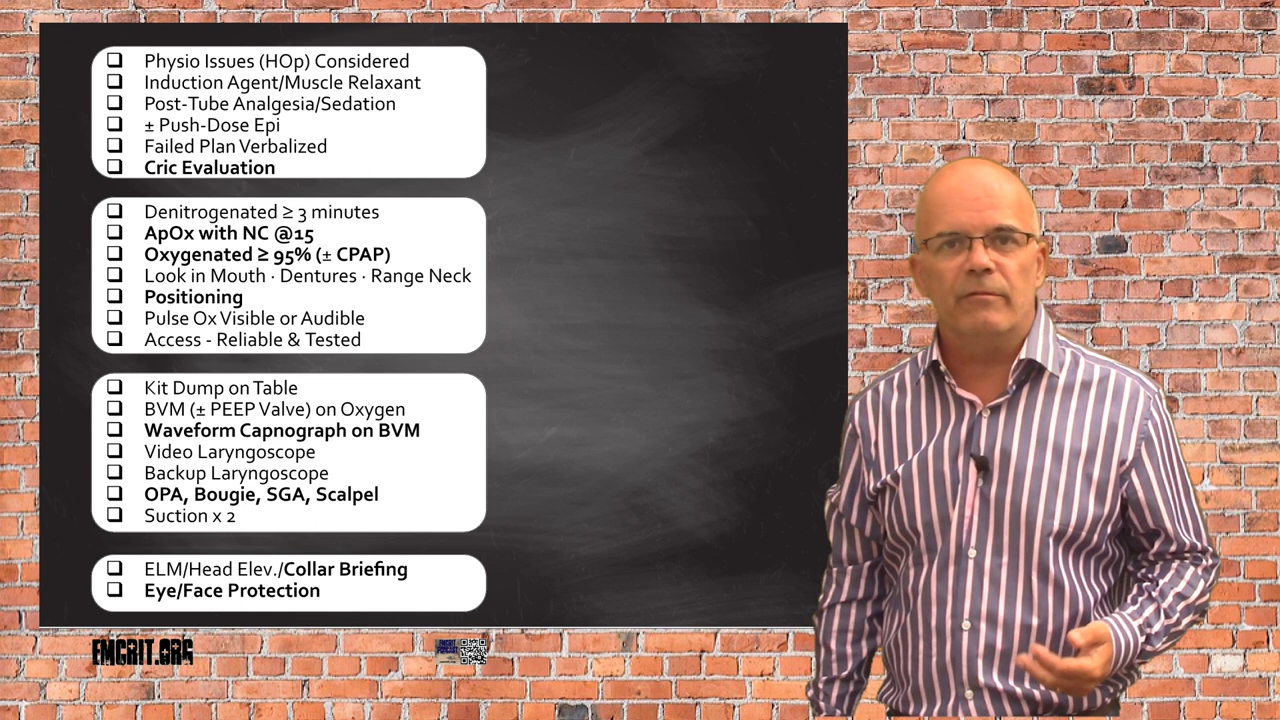 Physio Issues (HOp) Considered
Induction Agent/Muscle Relaxant
Post-Tube Analgesia/Sedation
± Push-Dose Epi
Failed Plan Verbalized
Cric Evaluation
Denitrogenated ≥ 3 minutes
ApOx with NC @15
Oxygenated ≥ 95% (± CPAP)
Look in Mouth · Dentures · Range Neck
Positioning
Pulse Ox Visible or Audible
Access - Reliable & Tested
Kit Dump on Table
BVM (± PEEP Valve) on Oxygen
Waveform Capnograph on BVM
Video Laryngoscope
Backup Laryngoscope
OPA, Bougie, SGA, Scalpel
Suction x 2
ELM/Head Elev./Collar Briefing
Eye/Face Protection
EMCRIT.ORG
EMCRIT
PODCAST